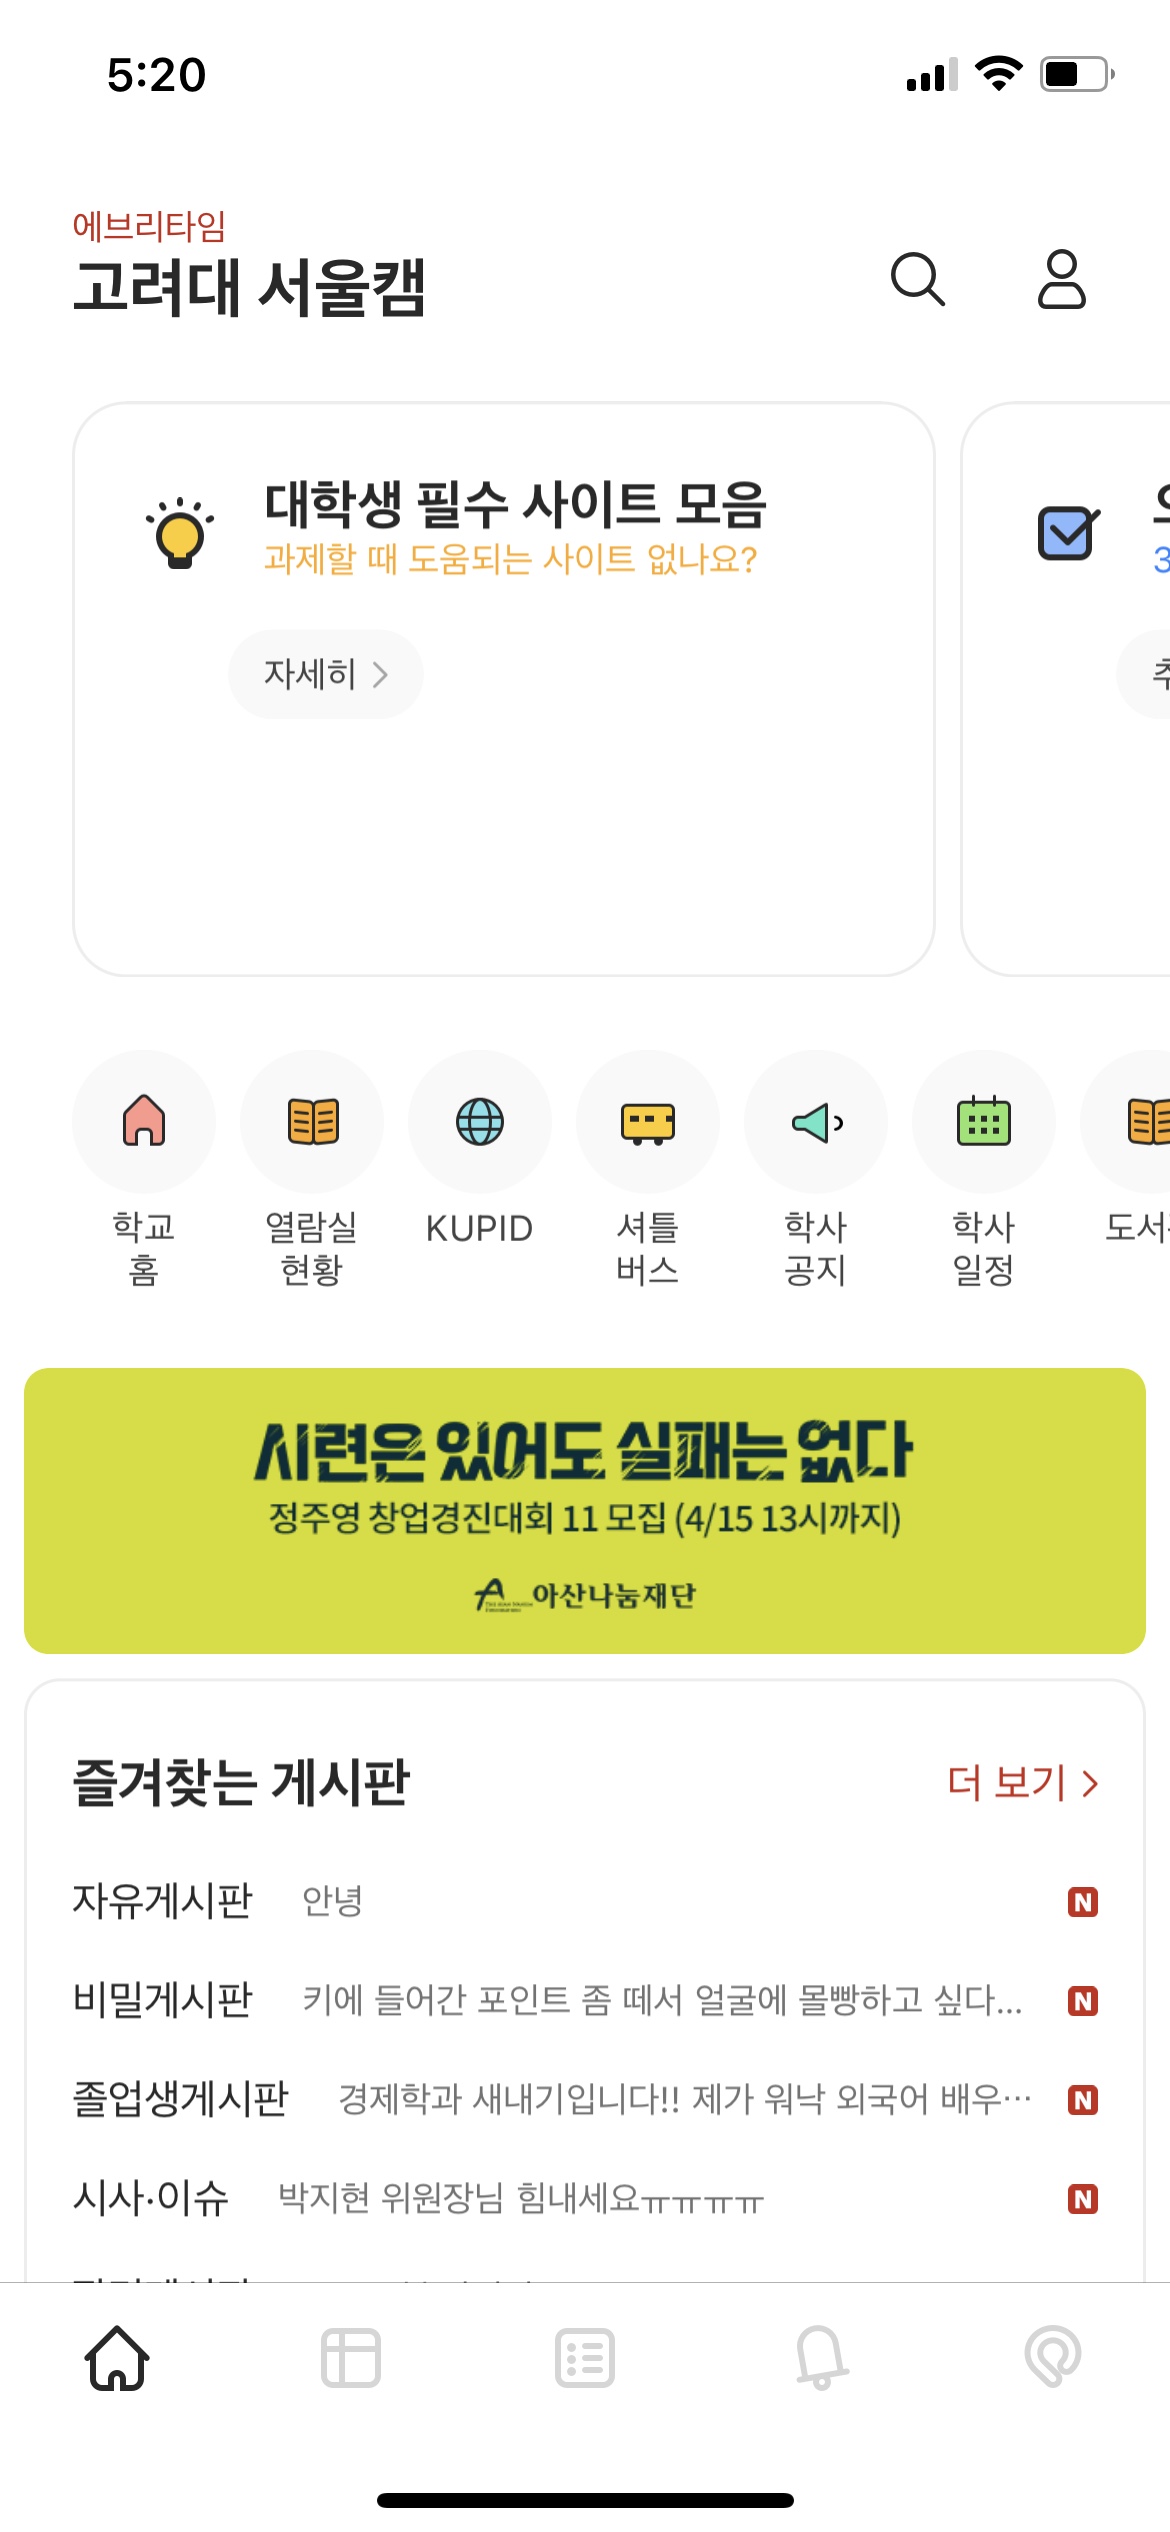 5:20
에브리타임
고려대 서울캠
대학생 필수 사이트 모음
과제할 때 도움되는 사이트 없나요?
자세히
3
학교
홈
열람실
현황
KUPID
셔틀
버스
학사
공지
학사
일정
도서
시련은 있어도 실패는 없다
정주영 창업경진대회 11 모집 (4/15 13시까지)
아산나눔재단
즐겨찾는 게시판
더 보기
자유게시판 안녕 N
비밀게시판 키에 들어간 포인트 좀 떼서 얼굴에 몰빵하고 싶다... N
졸업생게시판 경제학과 새내기입니다!! 제가 워낙 외국어 배우… N
시사·이슈 박지현 위원장님 힘내세요ㅠㅠㅠㅠ N